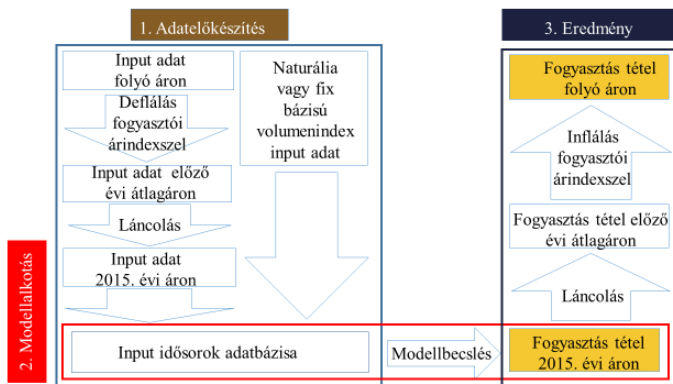 1. Adatelőkészítés
Input adat
folyó áron
Deflálás
fogyasztói
árindexszel
Input adat előző
évi átlagáron
Láncolás
Input adat
2015. évi áron
Naturália
vagy fix
bázisú
volumenindex
input adat
2. Modellalkotás
Input idősorok adatbázisa
Modellbecslés
3. Eredmény
Fogyasztás tétel
folyó áron
Inflálás
fogyasztói
árindexszel
Fogyasztás tétel előző
évi átlagáron
Láncolás
Fogyasztás tétel
2015. évi áron